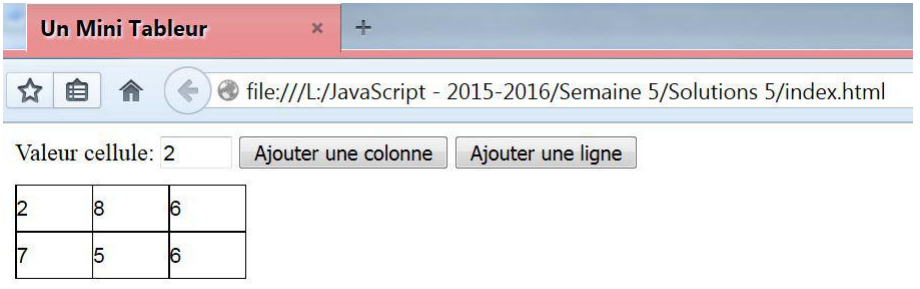 Un Mini Tableur × +
file:///L:/JavaScript - 2015-2016/Semaine 5/Solutions 5/index.html
Valeur cellule: 2 Ajouter une colonne Ajouter une ligne
2 8 6
7 5 6